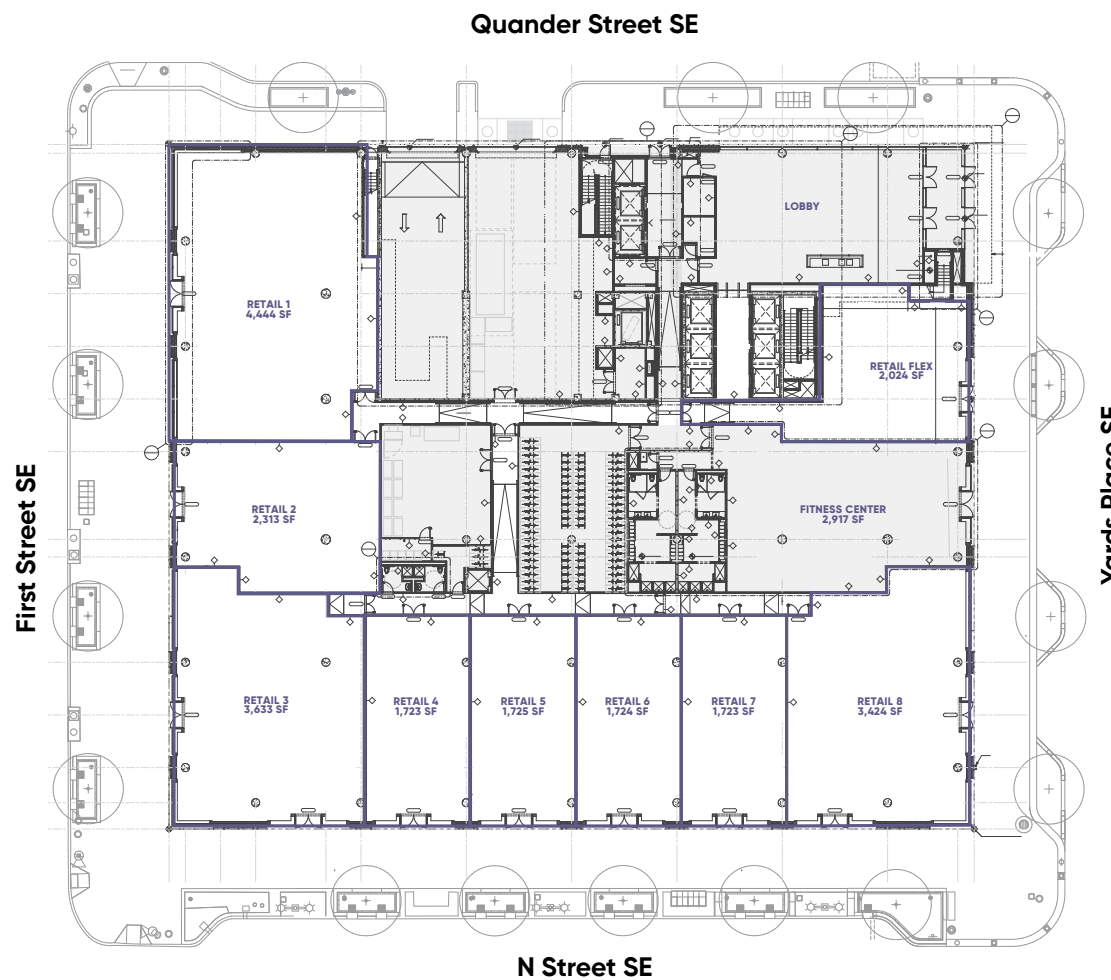 Quander Street SE
LOBBY
RETAIL 1
4,444 SF
RETAIL FLEX
2,024 SF
First Street SE
Yards Place SE
RETAIL 2
2,313 SF
FITNESS CENTER
2,917 SF
RETAIL 3
3,633 SF
RETAIL 4
1,723 SF
RETAIL 5
1,725 SF
RETAIL 6
1,724 SF
RETAIL 7
1,723 SF
RETAIL 8
3,424 SF
N Street SE